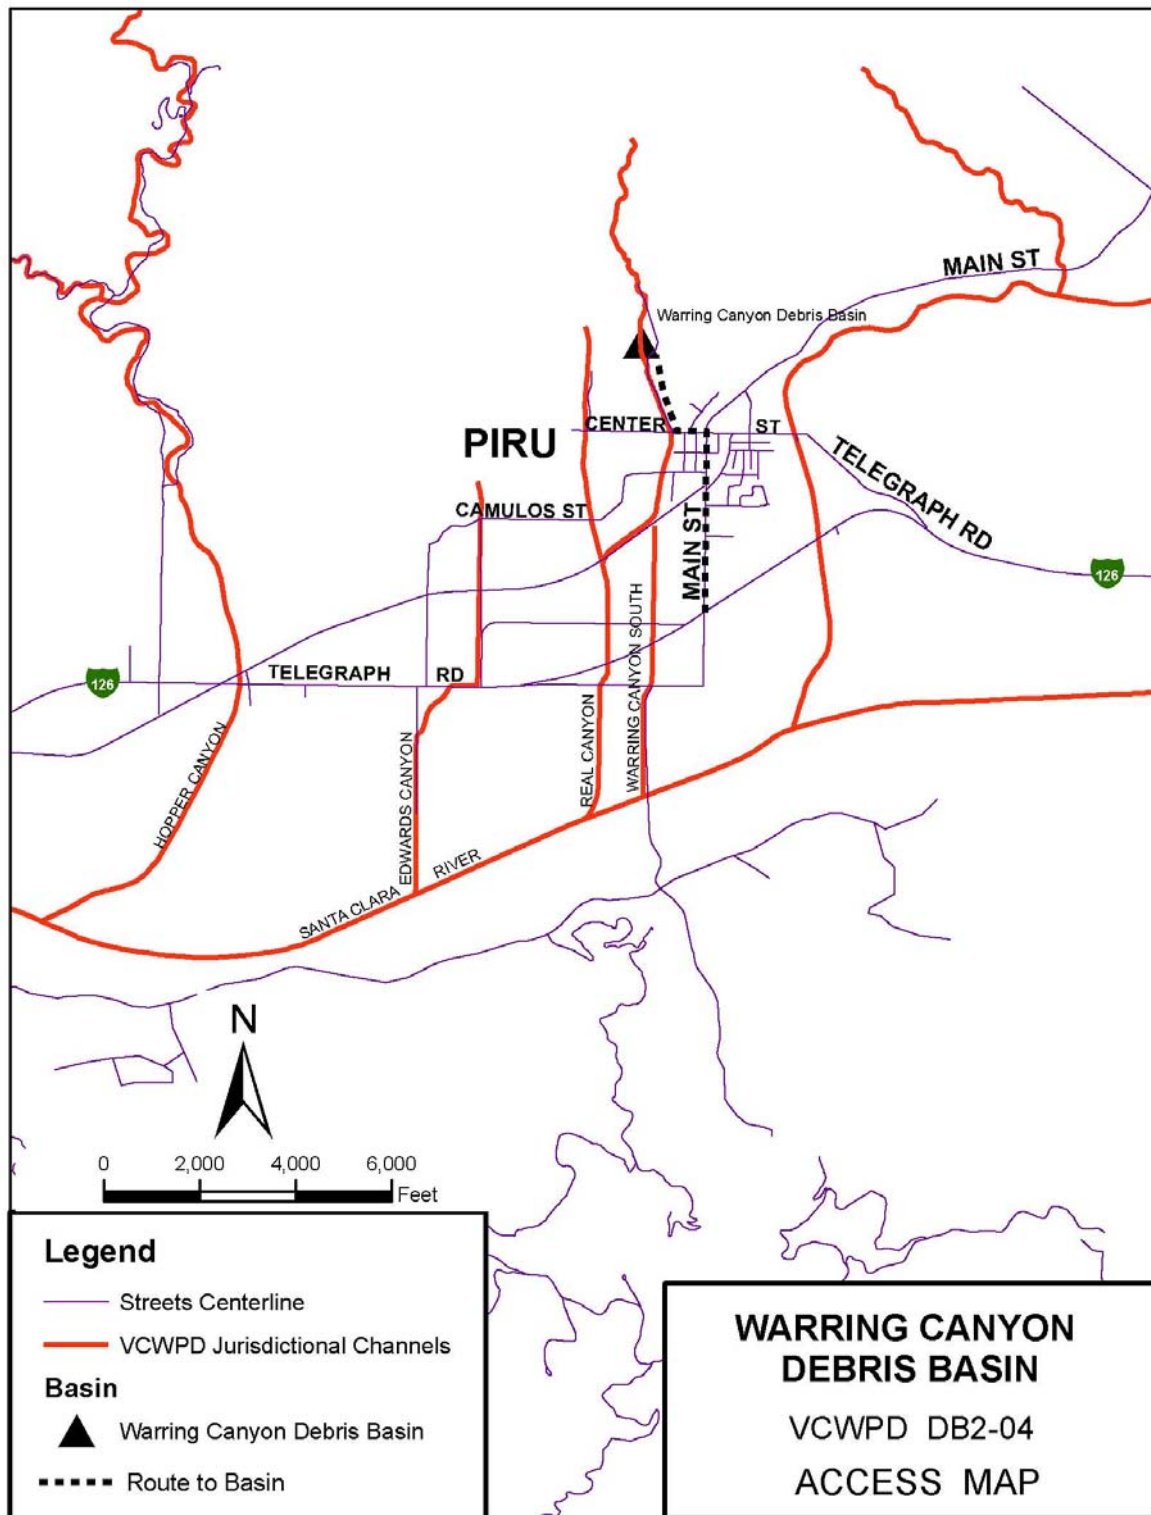 MAIN ST
Warring Canyon Debris Basin
CENTER ST
PIRU
TELEGRAPH RD
CAMULOS ST
MAIN ST
126
WARRING CANYON SOUTH
TELEGRAPH RD
126
REAL CANYON
HOPPER CANYON
EDWARDS CANYON
SANTA CLARA RIVER
N
0 2,000 4,000 6,000
Feet
Legend
Streets Centerline
VCWPD Jurisdictional Channels
Basin
Warring Canyon Debris Basin
Route to Basin
WARRING CANYON
DEBRIS BASIN
VCWPD DB2-04
ACCESS MAP